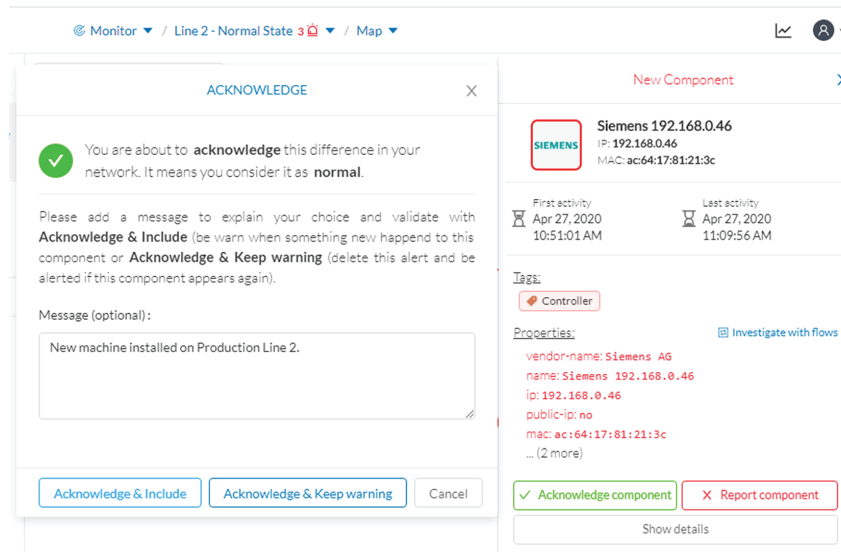 Monitor / Line 2 - Normal State 3 / Map
ACKNOWLEDGE
You are about to acknowledge this difference in your
network. It means you consider it as normal.
Please add a message to explain your choice and validate with
Acknowledge & Include (be warn when something new happend to this
component or Acknowledge & Keep warning (delete this alert and be
alerted if this component appears again).
Message (optional) :
New machine installed on Production Line 2.
Acknowledge & Include
Acknowledge & Keep warning
Cancel
New Component
SIEMENS
Siemens 192.168.0.46
IP: 192.168.0.46
MAC: ac:64:17:81:21:3c
First activity
Apr 27, 2020
10:51:01 AM
Last activity
Apr 27, 2020
11:09:56 AM
Tags:
Controller
Properties:
Investigate with flows
vendor-name: Siemens AG
name: Siemens 192.168.0.46
ip: 192.168.0.46
public-ip: no
mac: ac:64:17:81:21:3c
... (2 more)
Acknowledge component
Report component
Show details